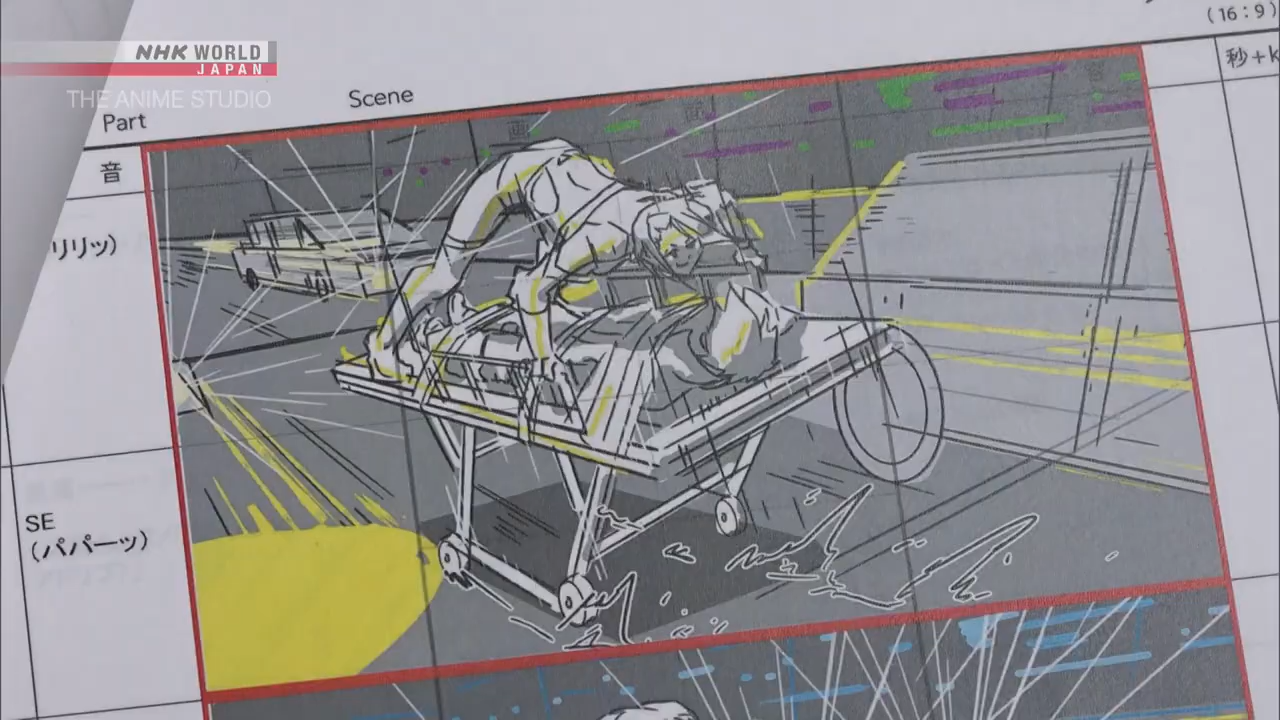 (16:9)
NHK WORLD
JAPAN
THE ANIME STUDIO
秒+k
Scene
Part
音
リリッ)
SE
(パパーッ)